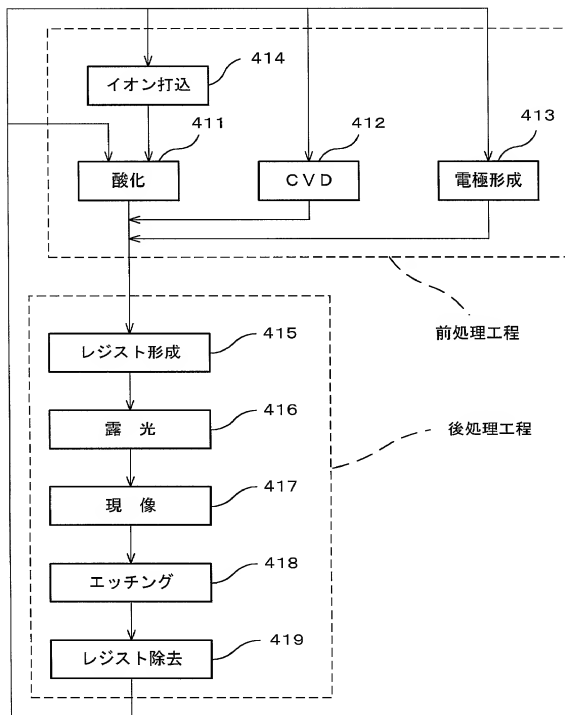 イオン打込
414
411
412
413
酸化
CVD
電極形成
前処理工程
レジスト形成
415
露 光
416
後処理工程
現 像
417
エッチング
418
レジスト除去
419